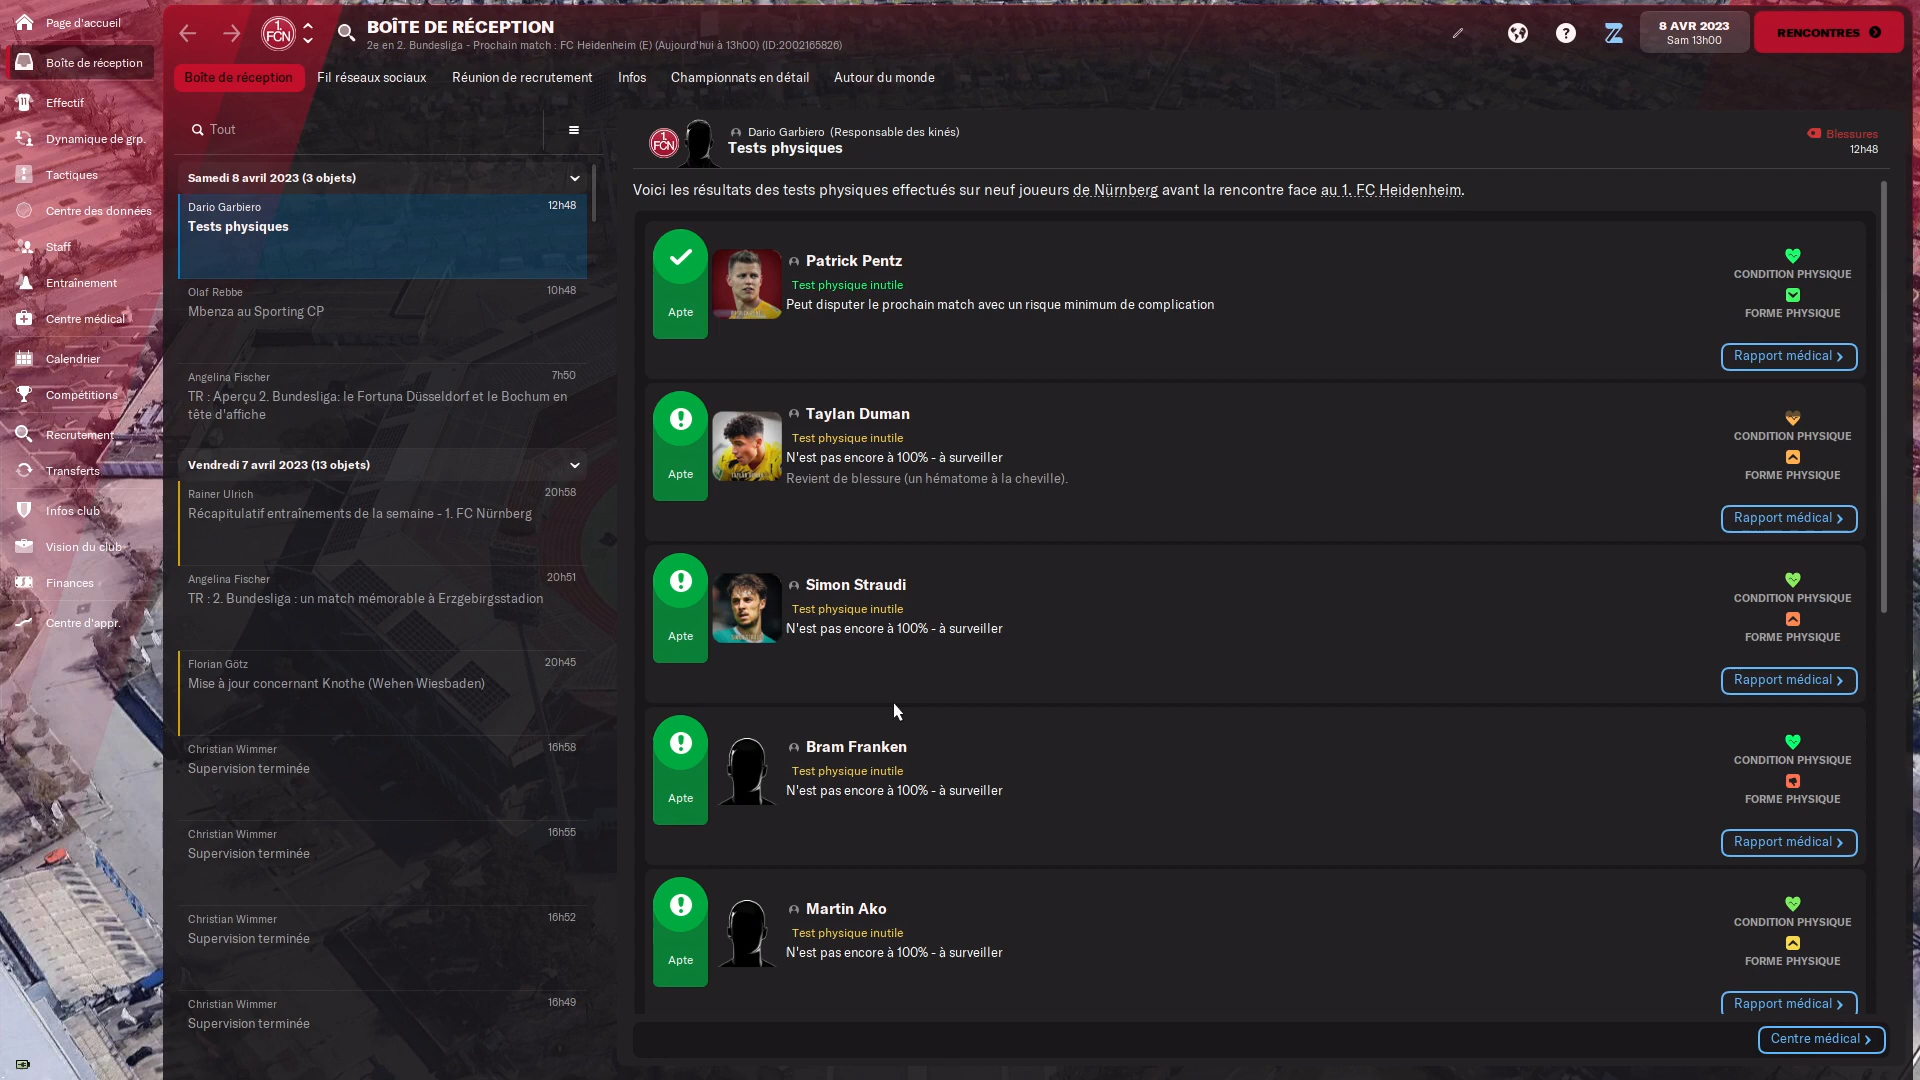 Page d'accueil
Boîte de réception
Effectif
Dynamique de grp.
Tactiques
Centre des données
Staff
Entraînement
Centre médical
Calendrier
Compétitions
Recrutement
Transferts
Infos club
Vision du club
Finances
Centre d'appr.
1.
FCN
BOÎTE DE RÉCEPTION
2e en 2. Bundesliga - Prochain match : FC Heidenheim (E) (Aujourd'hui à 13h00) (ID:2002165826)
8 AVR 2023
Sam 13h00
RENCONTRES
Boîte de réception
Fil réseaux sociaux
Réunion de recrutement
Infos
Championnats en détail
Autour du monde
Tout
Samedi 8 avril 2023 (3 objets)
Dario Garbiero
12h48
Tests physiques
Olaf Rebbe
10h48
Mbenza au Sporting CP
Angelina Fischer
7h50
TR : Aperçu 2. Bundesliga: le Fortuna Düsseldorf et le Bochum en
tête d'affiche
Vendredi 7 avril 2023 (13 objets)
Rainer Ulrich
20h58
Récapitulatif entraînements de la semaine - 1. FC Nürnberg
Angelina Fischer
20h51
TR : 2. Bundesliga : un match mémorable à Erzgebirgsstadion
Florian Götz
20h45
Mise à jour concernant Knothe (Wehen Wiesbaden)
Christian Wimmer
16h58
Supervision terminée
Christian Wimmer
16h55
Supervision terminée
Christian Wimmer
16h52
Supervision terminée
Christian Wimmer
16h49
Supervision terminée
1.
FCN
Dario Garbiero (Responsable des kinés)
Tests physiques
Blessures
12h48
Voici les résultats des tests physiques effectués sur neuf joueurs de Nürnberg avant la rencontre face au 1. FC Heidenheim.
Apte
Patrick Pentz
Test physique inutile
Peut disputer le prochain match avec un risque minimum de complication
CONDITION PHYSIQUE
FORME PHYSIQUE
Rapport médical
Apte
Taylan Duman
Test physique inutile
N'est pas encore à 100% - à surveiller
Revient de blessure (un hématome à la cheville).
CONDITION PHYSIQUE
FORME PHYSIQUE
Rapport médical
Apte
Simon Straudi
Test physique inutile
N'est pas encore à 100% - à surveiller
CONDITION PHYSIQUE
FORME PHYSIQUE
Rapport médical
Apte
Bram Franken
Test physique inutile
N'est pas encore à 100% - à surveiller
CONDITION PHYSIQUE
FORME PHYSIQUE
Rapport médical
Apte
Martin Ako
Test physique inutile
N'est pas encore à 100% - à surveiller
CONDITION PHYSIQUE
FORME PHYSIQUE
Rapport médical
Centre médical